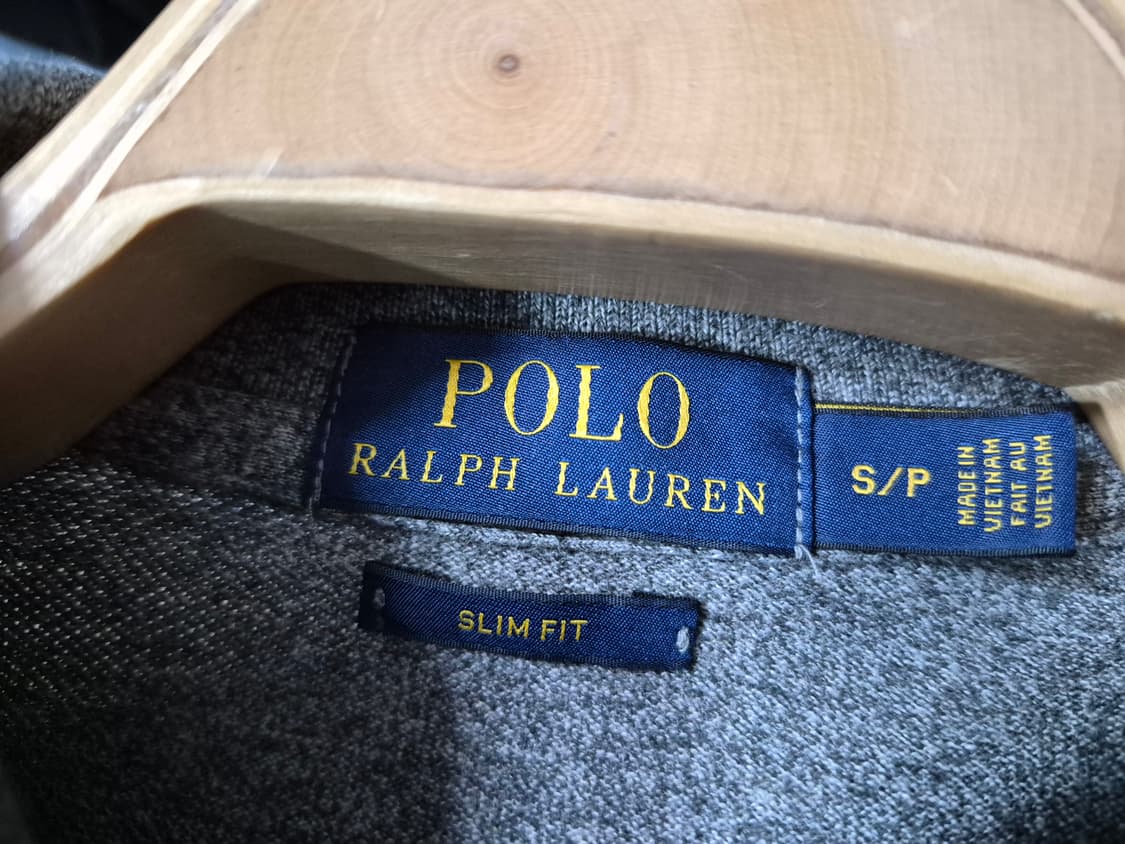 POLO
RALPH LAUREN
S/P
MADE IN
VIETNAM
FAIT AU
VIETNAM
SLIM FIT